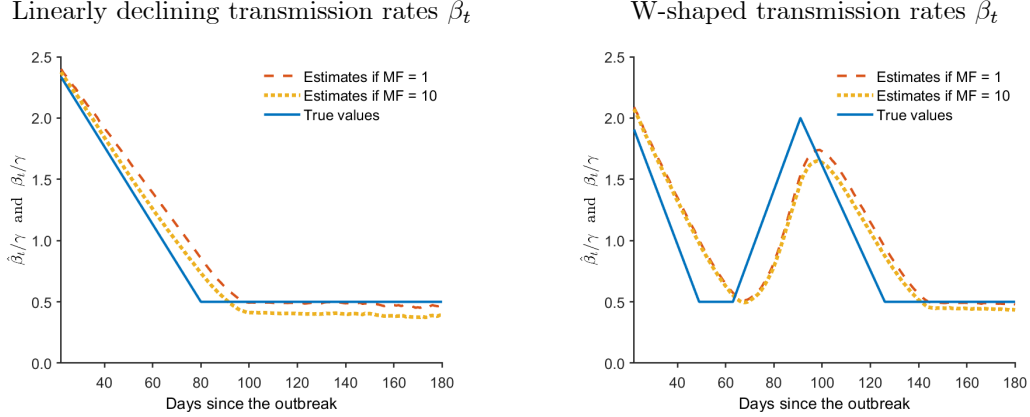 Linearly declining transmission rates βt
W-shaped transmission rates βt
2.5
2.0
1.5
1.0
0.5
0.0
β̂t/γ and βt/γ
Estimates if MF = 1
Estimates if MF = 10
True values
40 60 80 100 120 140 160 180
Days since the outbreak
2.5
2.0
1.5
1.0
0.5
0.0
β̂t/γ and βt/γ
Estimates if MF = 1
Estimates if MF = 10
True values
40 60 80 100 120 140 160 180
Days since the outbreak